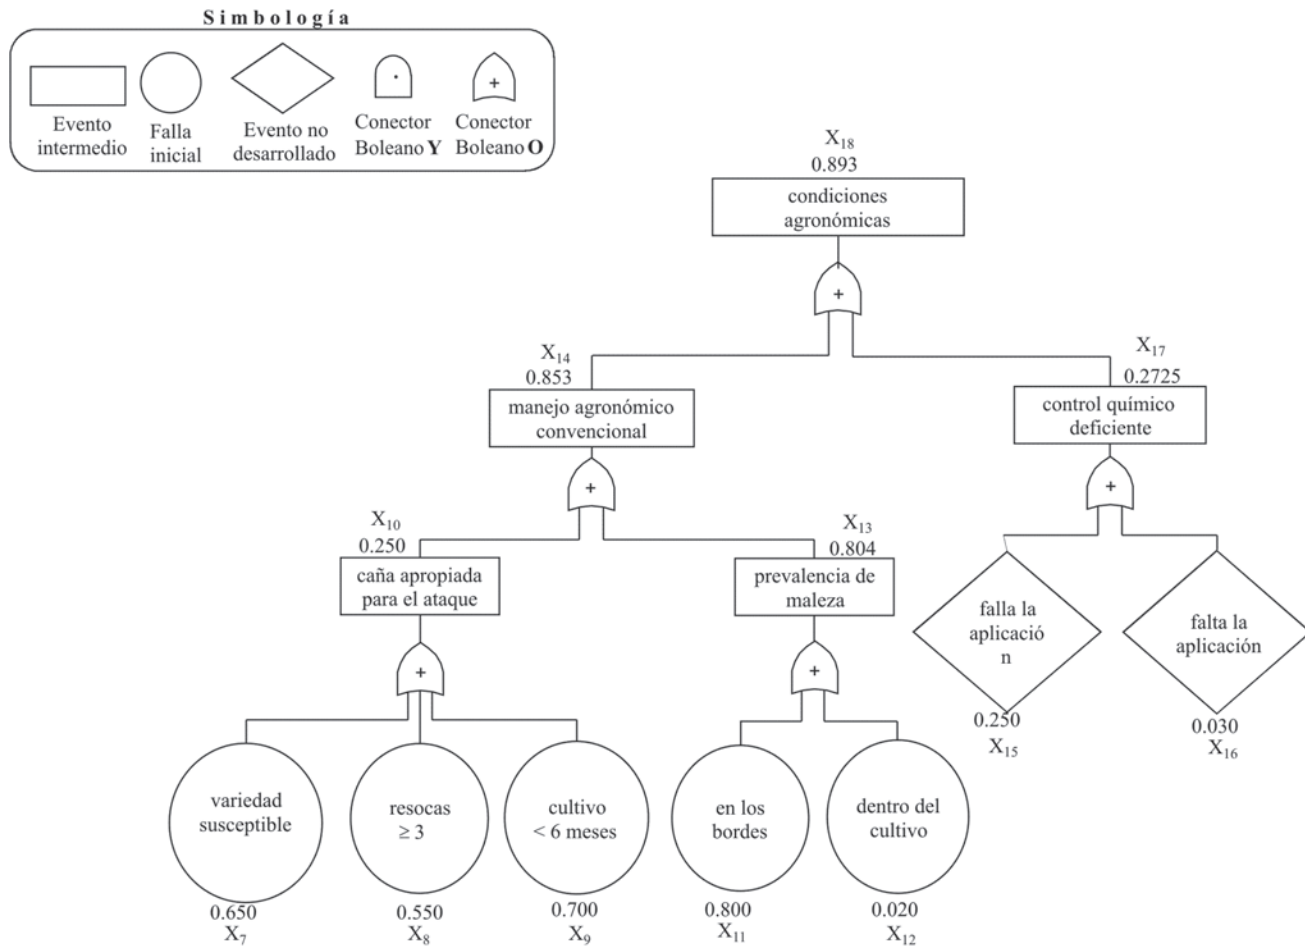 Simbología
Evento
intermedio
Falla
inicial
Evento no
desarrollado
Conector
Boleano Y
Conector
Boleano O
X18
0.893
condiciones
agronómicas
X14
0.853
manejo agronómico
convencional
X17
0.2725
control químico
deficiente
X10
0.250
caña apropiada
para el ataque
X13
0.804
prevalencia de
maleza
falla la
aplicació
n
0.250
X15
falta la
aplicación
0.030
X16
variedad
susceptible
0.650
X7
resocas
≥ 3
0.550
X8
cultivo
< 6 meses
0.700
X9
en los
bordes
0.800
X11
dentro del
cultivo
0.020
X12